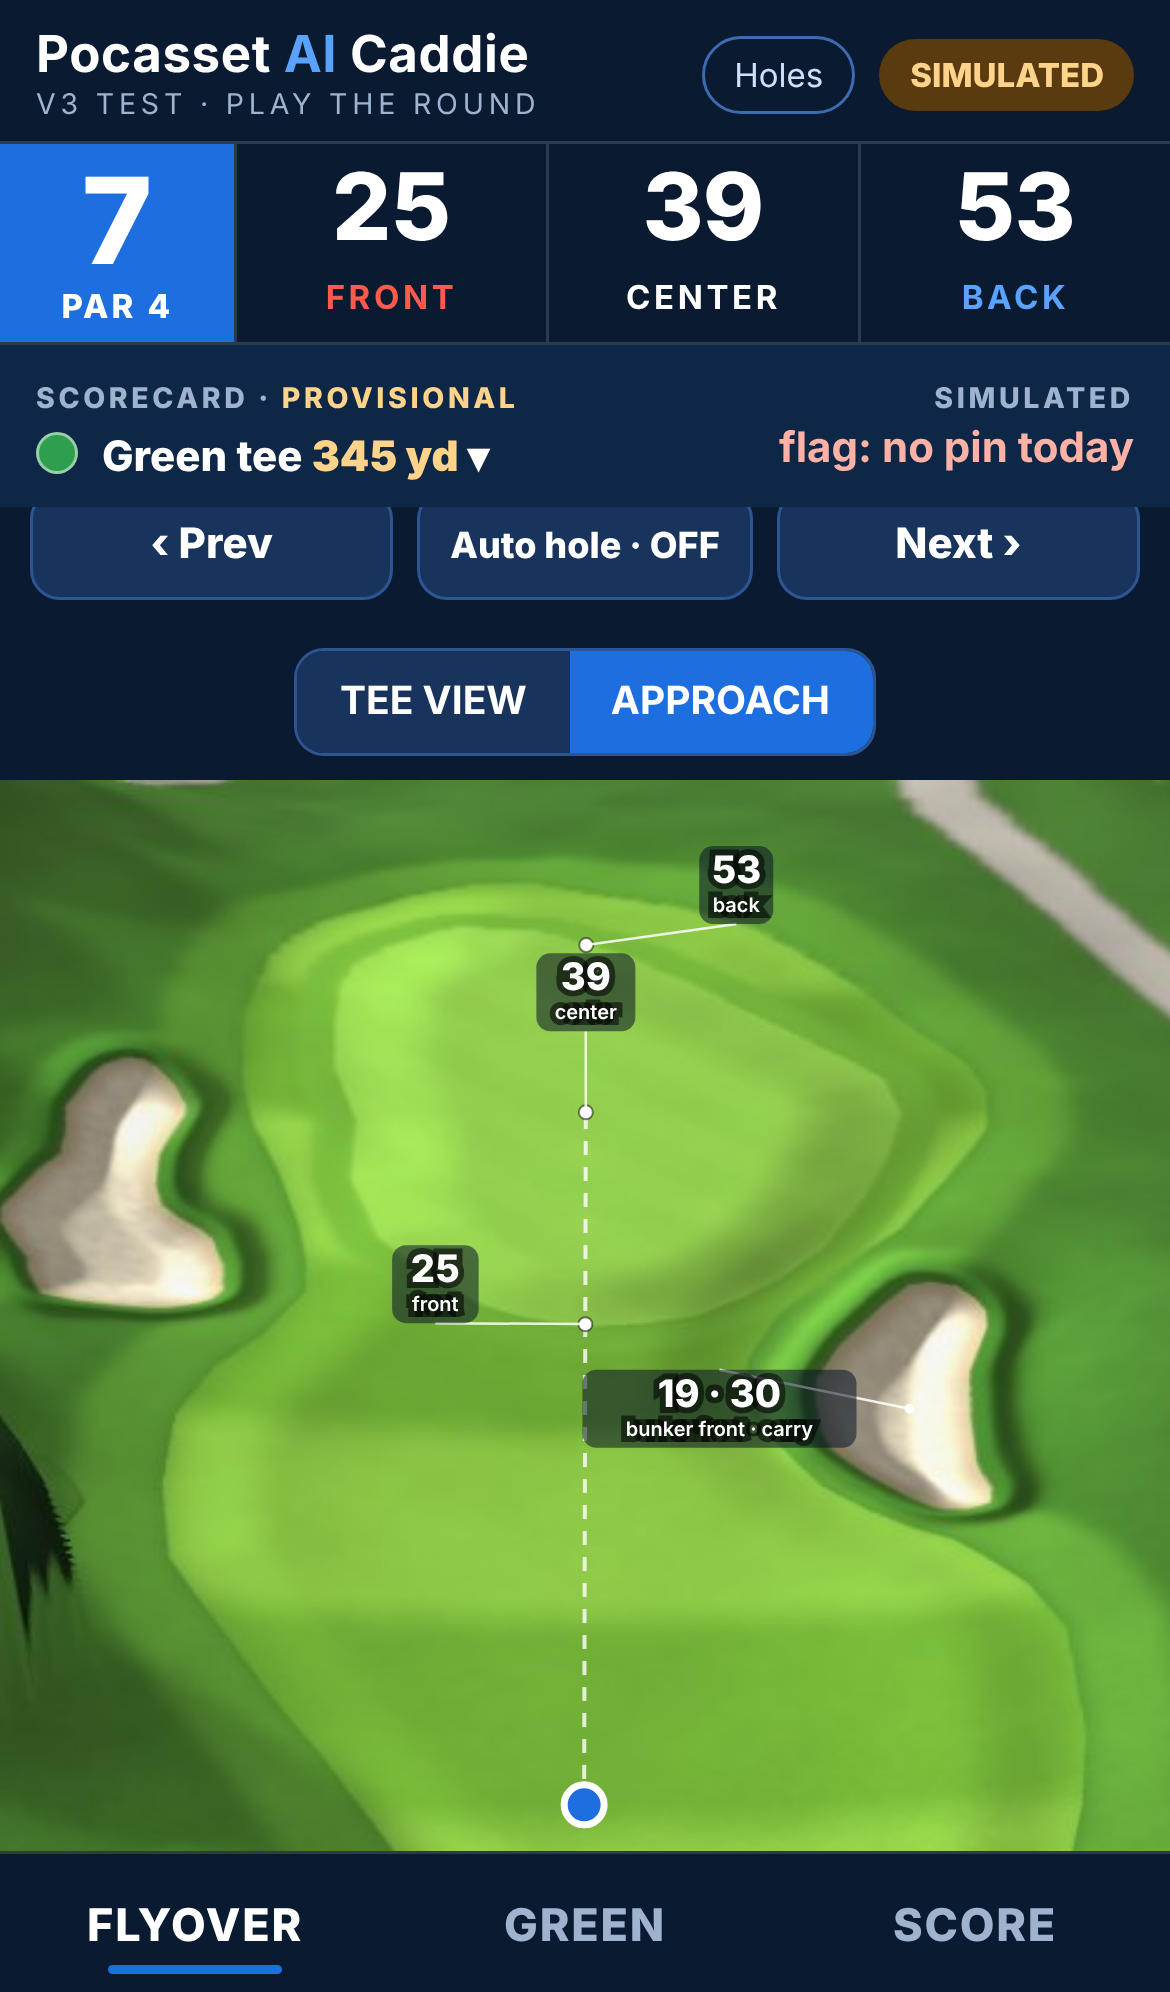 Pocasset AI Caddie
V3 TEST · PLAY THE ROUND
Holes
SIMULATED
7
PAR 4
25
FRONT
39
CENTER
53
BACK
SCORECARD · PROVISIONAL
Green tee 345 yd ▼
SIMULATED
flag: no pin today
‹ Prev
Auto hole · OFF
Next ›
TEE VIEW
APPROACH
53
back
39
center
25
front
19 · 30
bunker front · carry
FLYOVER
GREEN
SCORE